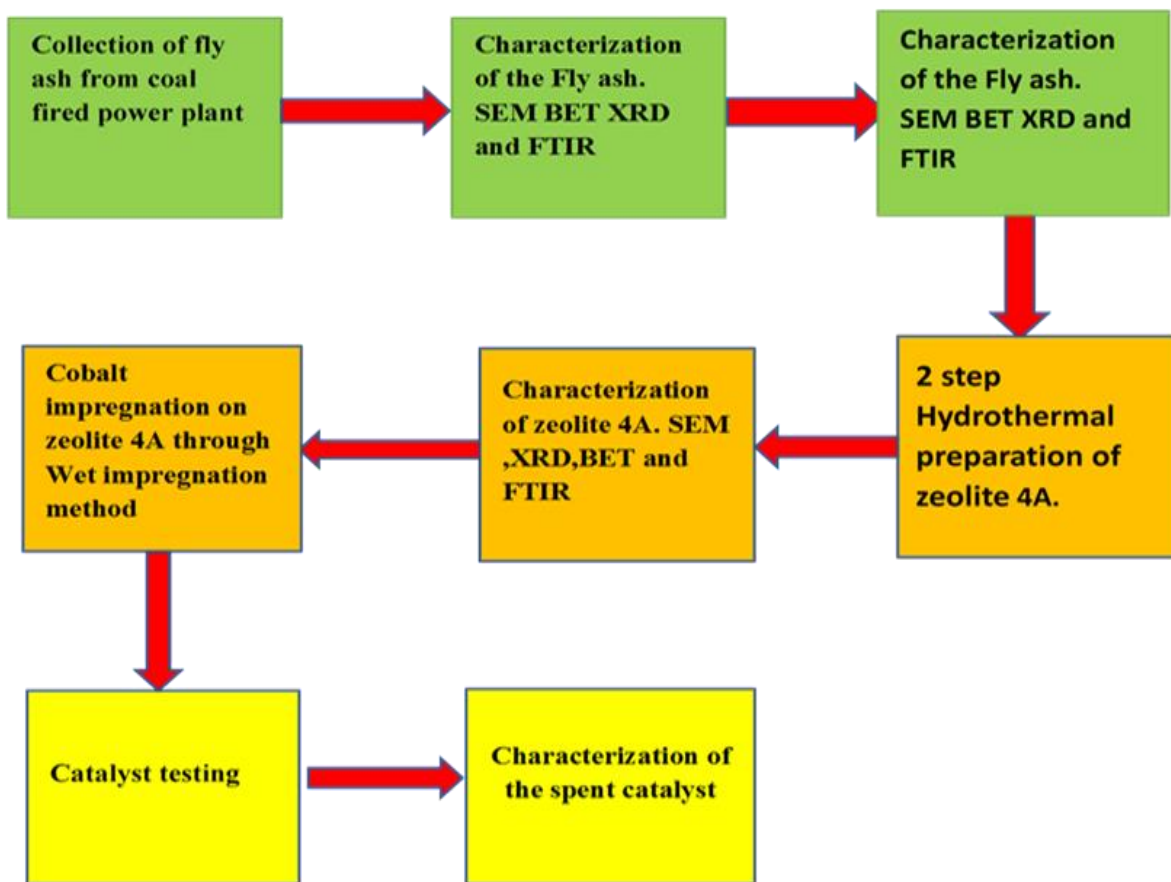 Collection of fly
ash from coal
fired power plant
Characterization
of the Fly ash.
SEM BET XRD
and FTIR
Characterization
of the Fly ash.
SEM BET XRD and
FTIR
2 step
Hydrothermal
preparation of
zeolite 4A.
Characterization
of zeolite 4A. SEM
,XRD,BET and
FTIR
Cobalt
impregnation on
zeolite 4A through
Wet impregnation
method
Catalyst testing
Characterization of
the spent catalyst